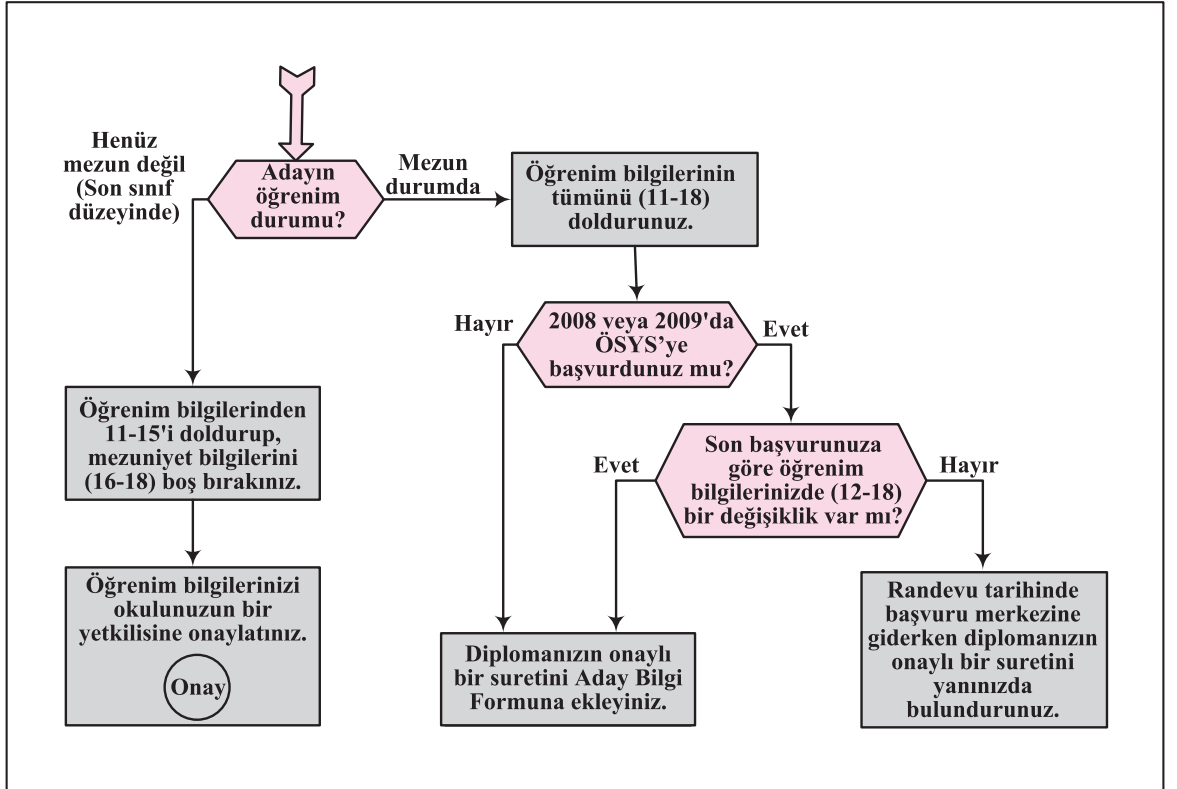 Henüz
mezun değil
(Son sınıf
düzeyinde)
Adayın
öğrenim
durumu?
Mezun
durumda
Öğrenim bilgilerinin
tümünü (11-18)
doldurunuz.
Hayır
2008 veya 2009'da
ÖSYS’ye
başvurdunuz mu?
Evet
Öğrenim bilgilerinden
11-15'i doldurup,
mezuniyet bilgilerini
(16-18) boş bırakınız.
Evet
Son başvurunuza
göre öğrenim
bilgilerinizde (12-18)
bir değişiklik var mı?
Hayır
Öğrenim bilgilerinizi
okulunuzun bir
yetkilisine onaylatınız.
Onay
Diplomanızın onaylı
bir suretini Aday Bilgi
Formuna ekleyiniz.
Randevu tarihinde
başvuru merkezine
giderken diplomanızın
onaylı bir suretini
yanınızda
bulundurunuz.